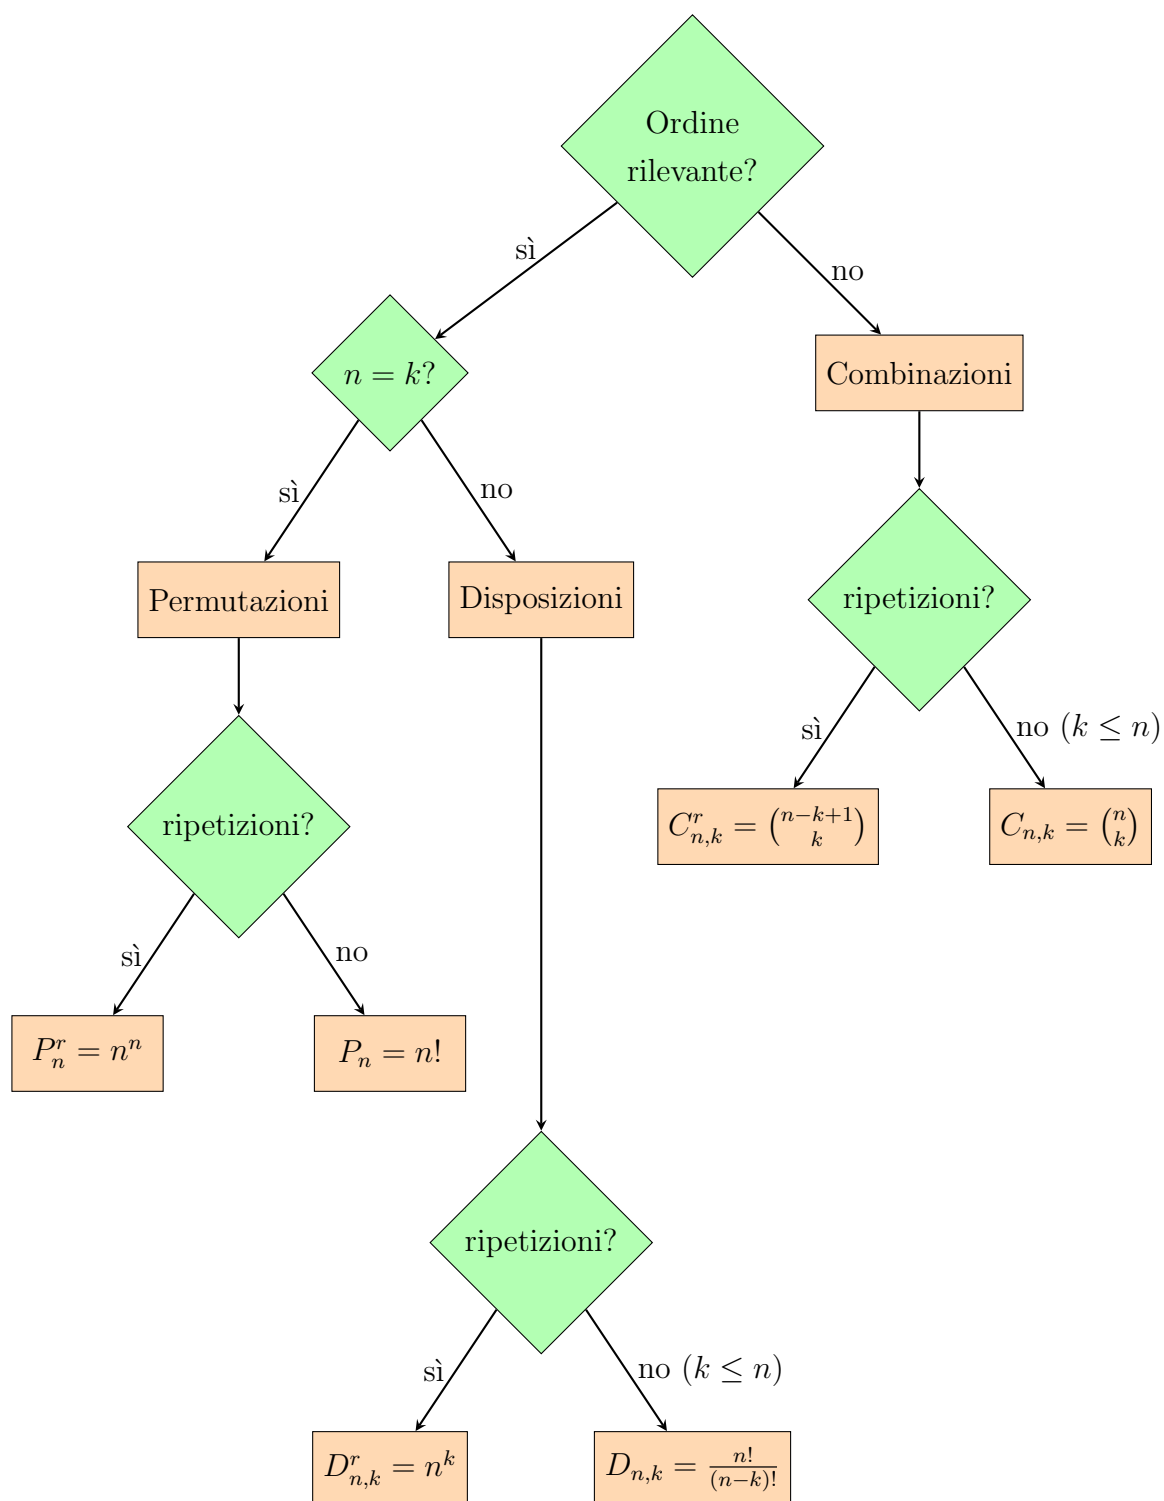 Ordine
rilevante?
sì
no
n = k?
Combinazioni
sì
no
Permutazioni
Disposizioni
ripetizioni?
sì
no (k ≤ n)
ripetizioni?
C^r_{n,k} = \binom{n-k+1}{k}
C_{n,k} = \binom{n}{k}
sì
no
P^r_n = n^n
P_n = n!
ripetizioni?
sì
no (k ≤ n)
D^r_{n,k} = n^k
D_{n,k} = \frac{n!}{(n-k)!}